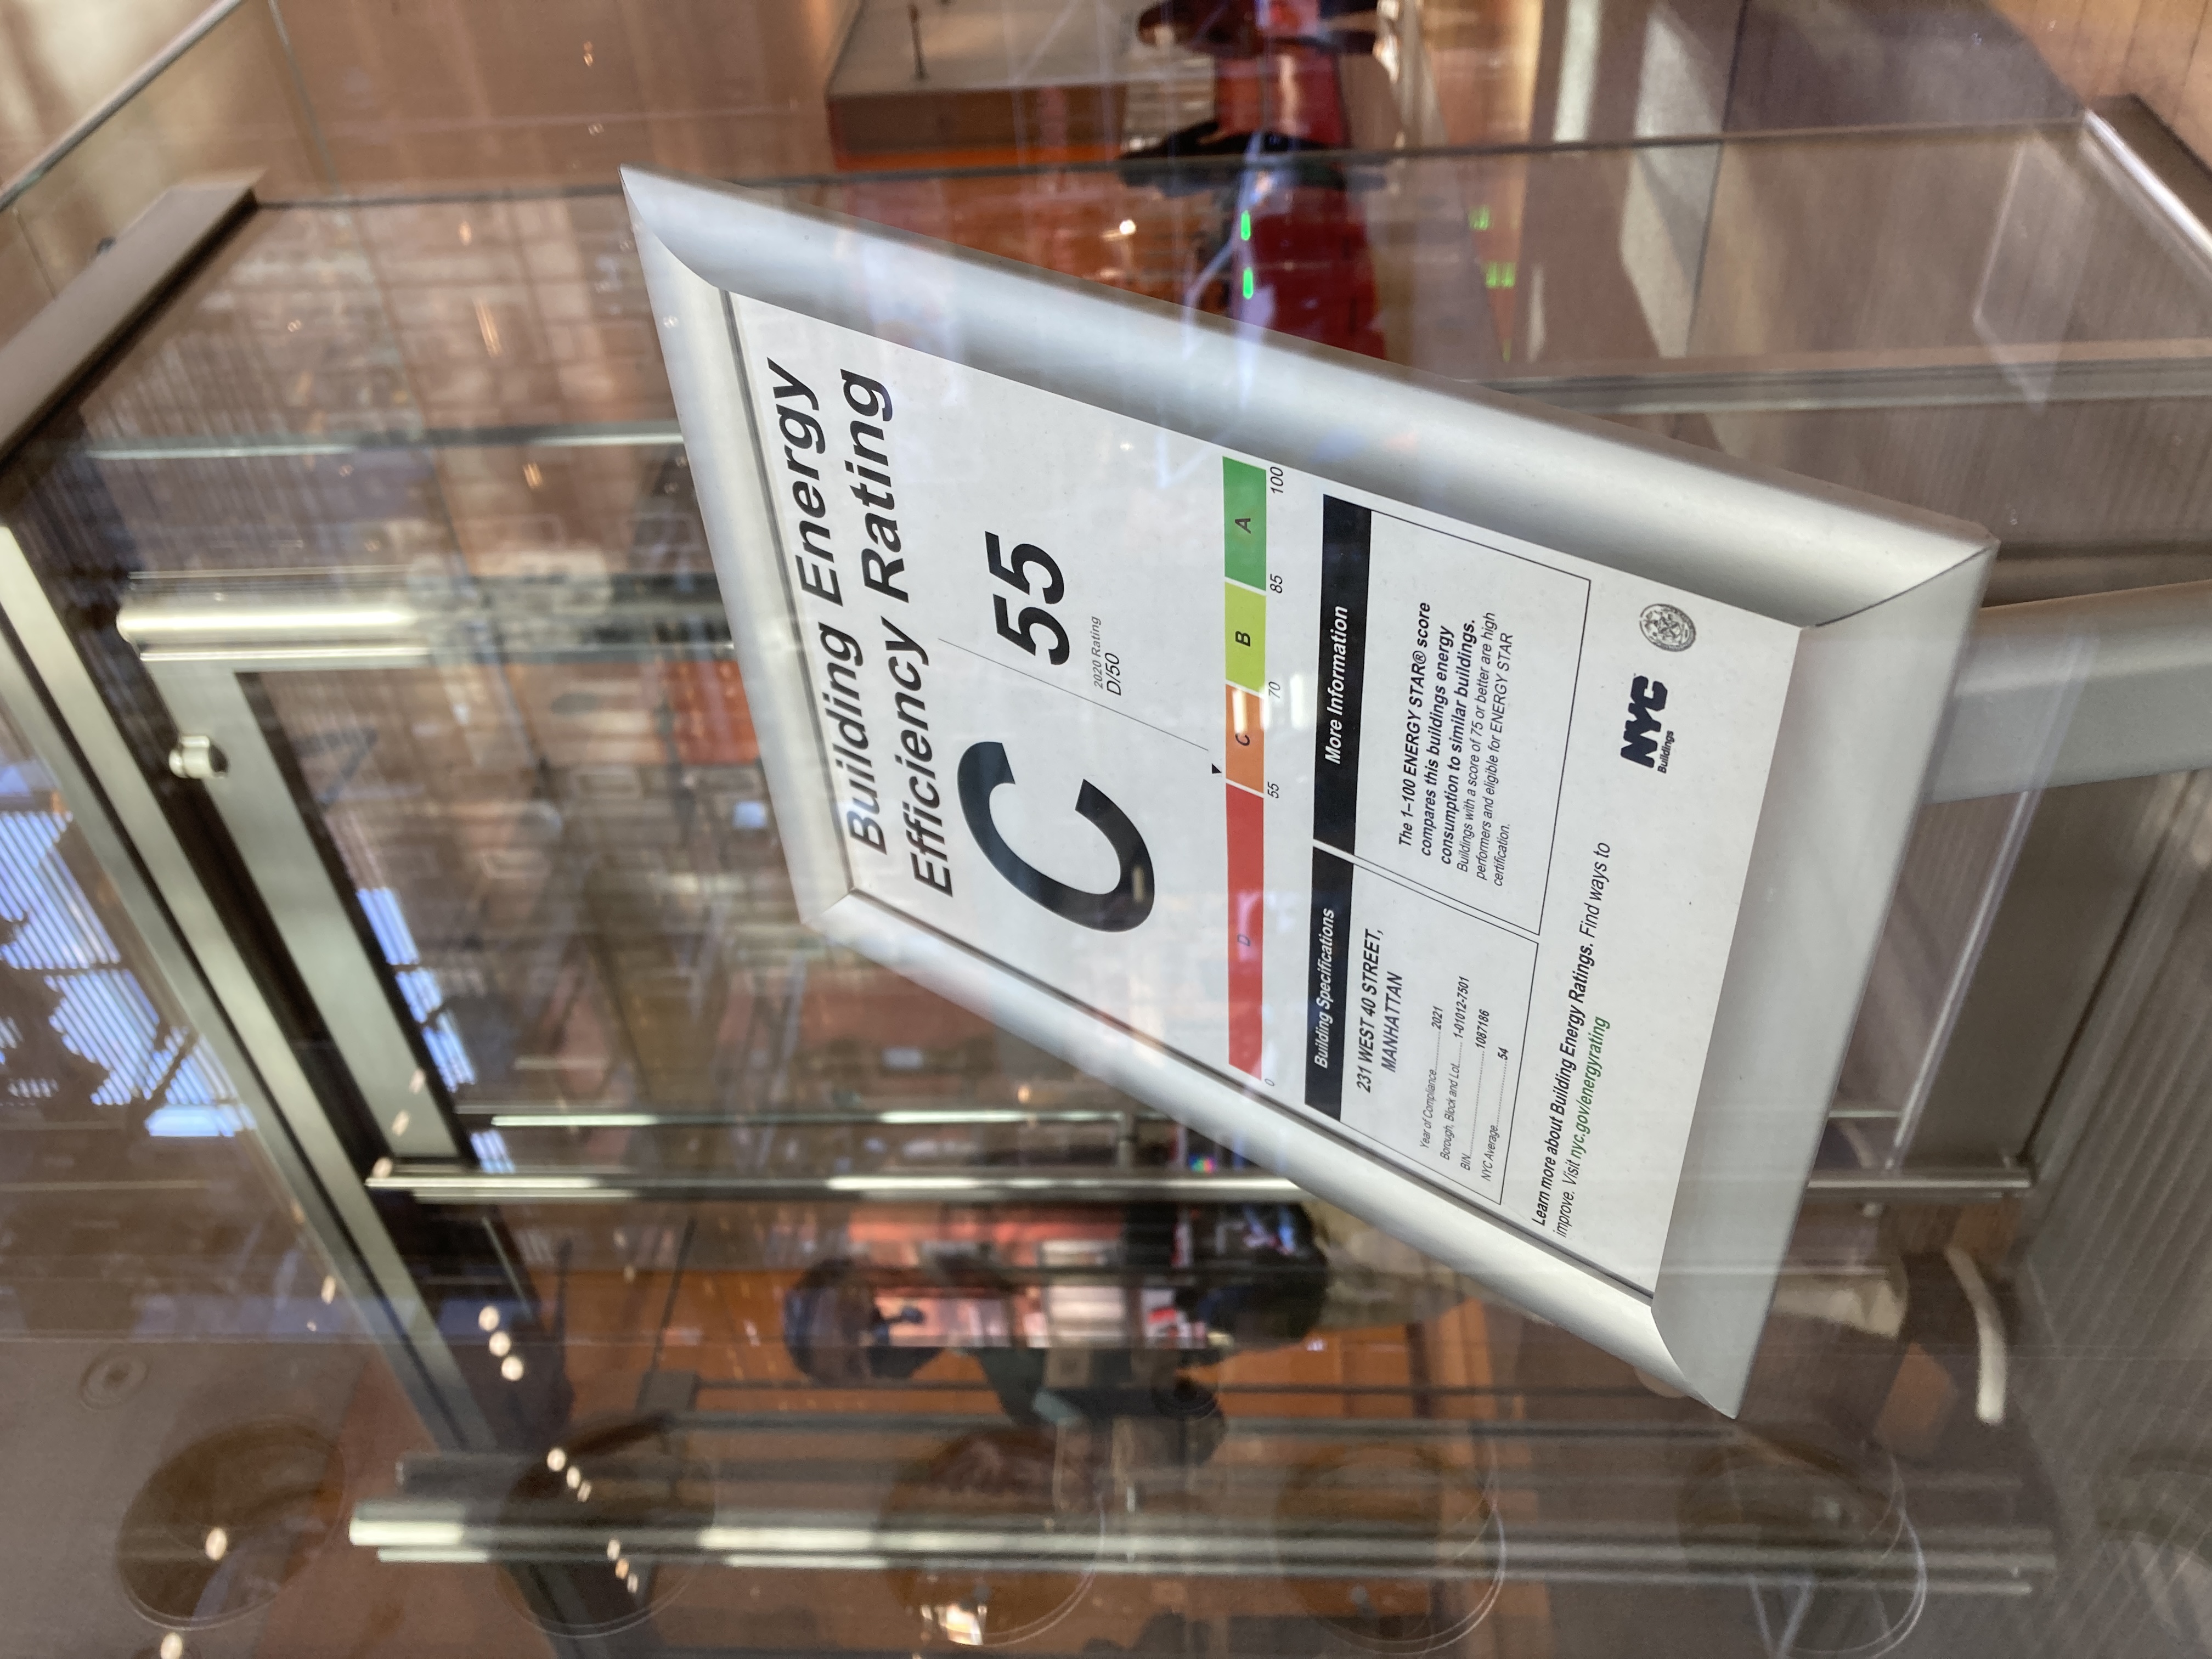 Building Energy
Efficiency Rating
C
55
2020 Rating
D/50
D C B A
0 55 70 85 100
Building Specifications
231 WEST 40 STREET,
MANHATTAN
Year of Compliance............2021
Borough, Block and Lot....... 1-01012-7501
BIN................................1087186
NYC Average....................54
More Information
The 1–100 ENERGY STAR® score
compares this buildings energy
consumption to similar buildings.
Buildings with a score of 75 or better are high
performers and eligible for ENERGY STAR
certification.
Learn more about Building Energy Ratings. Find ways to
improve. Visit nyc.gov/energyrating
NYC
Buildings